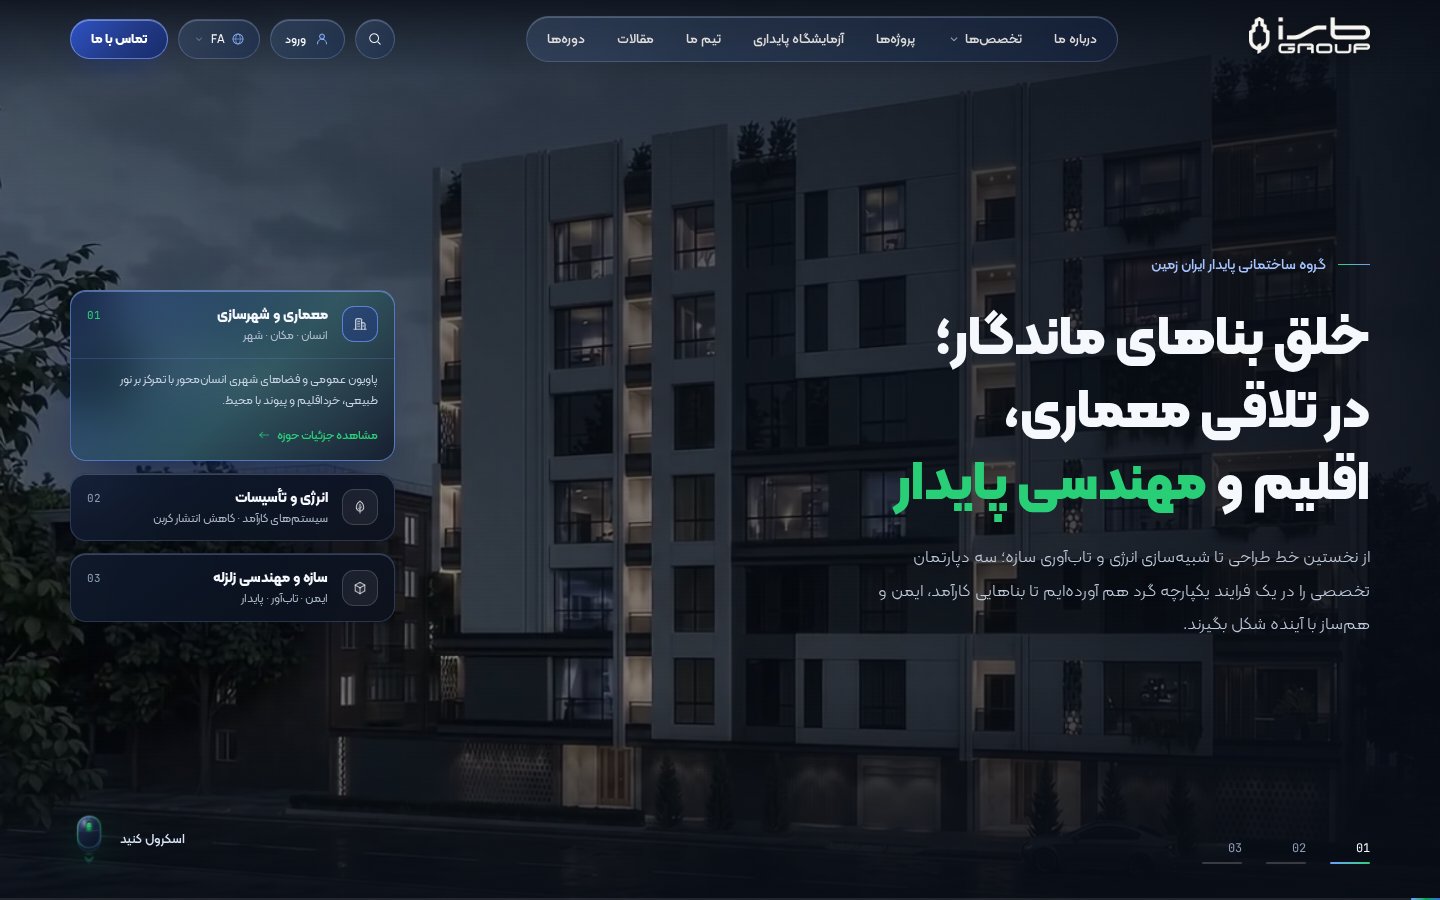 irsa
GROUP
درباره ما
تخصص‌ها
پروژه‌ها
آزمایشگاه پایداری
تیم ما
مقالات
دوره‌ها
ورود
FA
تماس با ما
گروه ساختمانی پایدار ایران زمین
خلق بناهای ماندگار؛
در تلاقی معماری،
اقلیم و مهندسی پایدار
از نخستین خط طراحی تا شبیه‌سازی انرژی و تاب‌آوری سازه؛ سه دپارتمان
تخصصی را در یک فرایند یکپارچه گرد هم آورده‌ایم تا بناهایی کارآمد، ایمن و
هم‌ساز با آینده شکل بگیرند.
معماری و شهرسازی
01
انسان · مکان · شهر
پاویون عمومی و فضاهای شهری انسان‌محور با تمرکز بر نور
طبیعی، خرداقلیم و پیوند با محیط.
مشاهده جزئیات حوزه
انرژی و تأسیسات
02
سیستم‌های کارآمد · کاهش انتشار کربن
سازه و مهندسی زلزله
03
ایمن · تاب‌آور · پایدار
01
02
03
اسکرول کنید